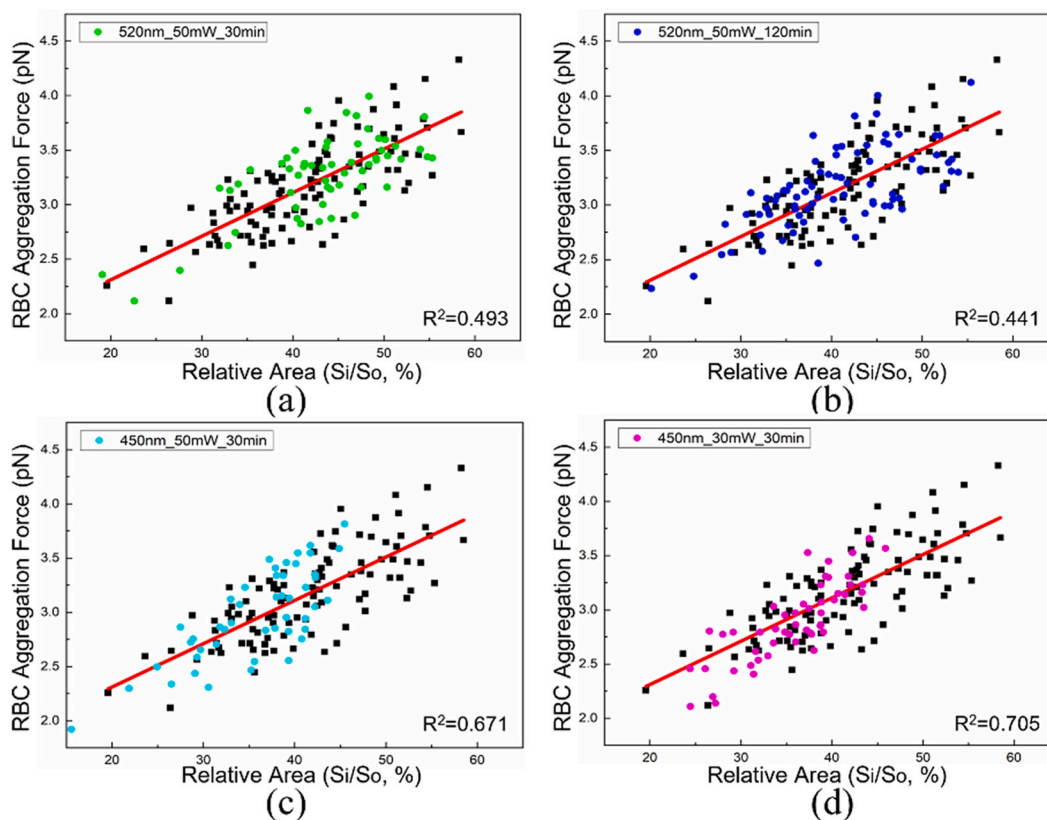 520nm_50mW_30min
RBC Aggregation Force (pN)
4.5
4.0
3.5
3.0
2.5
2.0
R²=0.493
20 30 40 50 60
Relative Area (Si/So, %)
(a)
520nm_50mW_120min
RBC Aggregation Force (pN)
4.5
4.0
3.5
3.0
2.5
2.0
R²=0.441
20 30 40 50 60
Relative Area (Si/So, %)
(b)
450nm_50mW_30min
RBC Aggregation Force (pN)
4.5
4.0
3.5
3.0
2.5
2.0
R²=0.671
20 30 40 50 60
Relative Area (Si/So, %)
(c)
450nm_30mW_30min
RBC Aggregation Force (pN)
4.5
4.0
3.5
3.0
2.5
2.0
R²=0.705
20 30 40 50 60
Relative Area (Si/So, %)
(d)